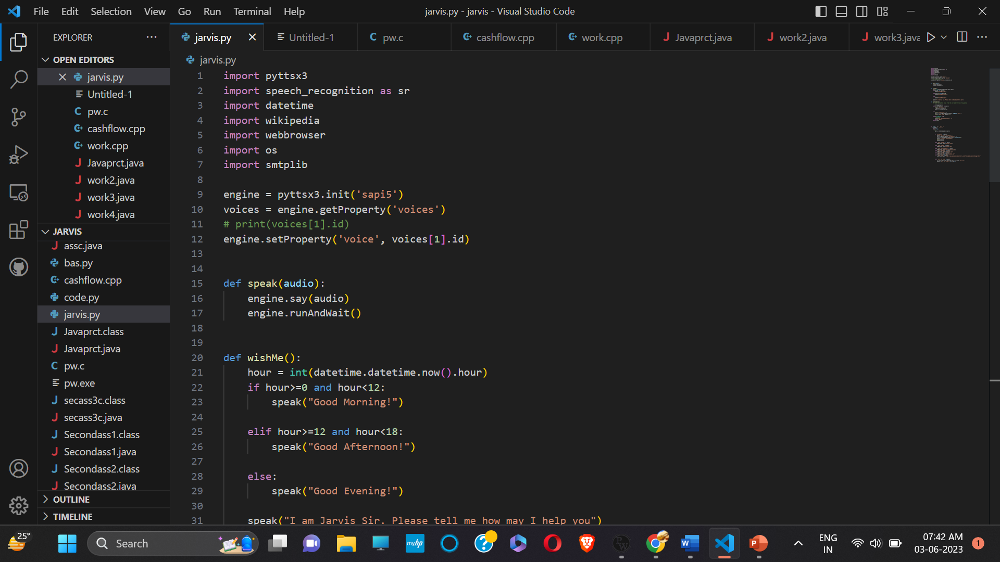 File Edit Selection View Go Run Terminal Help
jarvis.py - jarvis - Visual Studio Code
EXPLORER
OPEN EDITORS
jarvis.py
Untitled-1
pw.c
cashflow.cpp
work.cpp
Javaprct.java
work2.java
work3.java
work4.java
JARVIS
assc.java
bas.py
cashflow.cpp
code.py
jarvis.py
Javaprct.class
Javaprct.java
pw.c
pw.exe
secass3c.class
secass3c.java
Secondass1.class
Secondass1.java
Secondass2.class
Secondass2.java
OUTLINE
TIMELINE
jarvis.py Untitled-1 pw.c cashflow.cpp work.cpp Javaprct.java work2.java work3.java
jarvis.py
1 import pyttsx3
2 import speech_recognition as sr
3 import datetime
4 import wikipedia
5 import webbrowser
6 import os
7 import smtplib
8
9 engine = pyttsx3.init('sapi5')
10 voices = engine.getProperty('voices')
11 # print(voices[1].id)
12 engine.setProperty('voice', voices[1].id)
13
14
15 def speak(audio):
16 engine.say(audio)
17 engine.runAndWait()
18
19
20 def wishMe():
21 hour = int(datetime.datetime.now().hour)
22 if hour>=0 and hour<12:
23 speak("Good Morning!")
24
25 elif hour>=12 and hour<18:
26 speak("Good Afternoon!")
27
28 else:
29 speak("Good Evening!")
30
31 speak("I am Jarvis Sir. Please tell me how may I help you")
25°
Search
myhp
ENG
IN
07:42 AM
03-06-2023
1